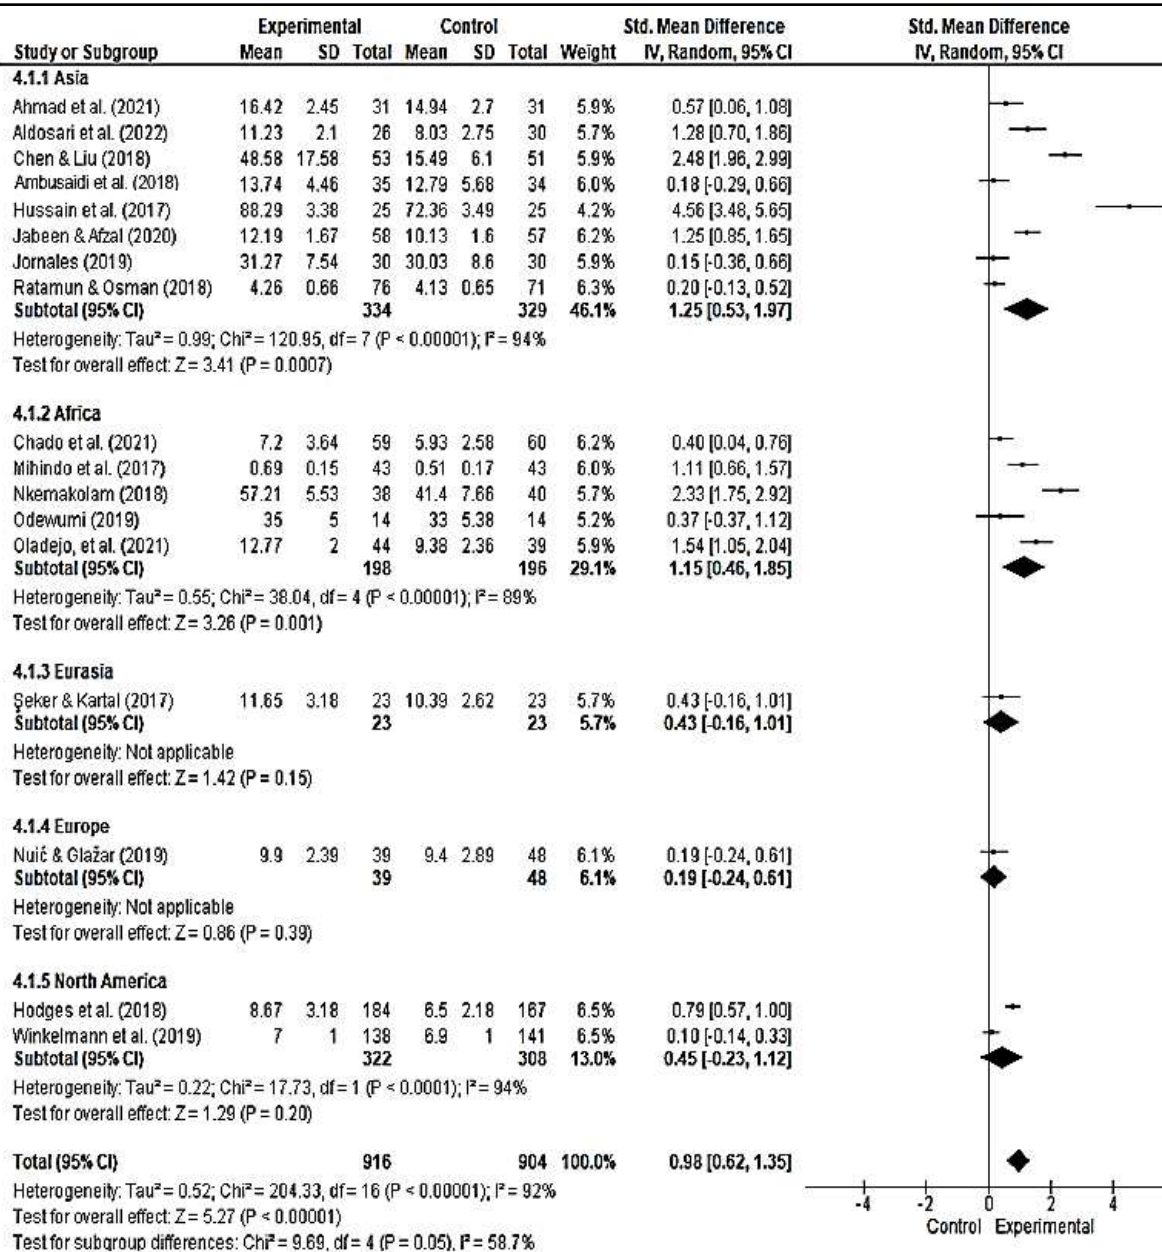 Experimental Control Std. Mean Difference Std. Mean Difference
Study or Subgroup Mean SD Total Mean SD Total Weight IV, Random, 95% CI IV, Random, 95% CI
4.1.1 Asia
Ahmad et al. (2021) 16.42 2.45 31 14.94 2.7 31 5.9% 0.57 [0.06, 1.08]
Aldosari et al. (2022) 11.23 2.1 26 8.03 2.75 30 5.7% 1.28 [0.70, 1.86]
Chen & Liu (2018) 48.58 17.58 53 15.49 6.1 51 5.9% 2.48 [1.96, 2.99]
Ambusaidi et al. (2018) 13.74 4.46 35 12.79 5.68 34 6.0% 0.18 [-0.29, 0.66]
Hussain et al. (2017) 88.29 3.38 25 72.36 3.49 25 4.2% 4.56 [3.48, 5.65]
Jabeen & Afzal (2020) 12.19 1.67 58 10.13 1.6 57 6.2% 1.25 [0.85, 1.65]
Jornales (2019) 31.27 7.54 30 30.03 8.6 30 5.9% 0.15 [-0.36, 0.66]
Ratamun & Osman (2018) 4.26 0.66 76 4.13 0.65 71 6.3% 0.20 [-0.13, 0.52]
Subtotal (95% CI) 334 329 46.1% 1.25 [0.53, 1.97]
Heterogeneity: Tau² = 0.99; Chi² = 120.95, df = 7 (P < 0.00001); I² = 94%
Test for overall effect: Z = 3.41 (P = 0.0007)
4.1.2 Africa
Chado et al. (2021) 7.2 3.64 59 5.93 2.58 60 6.2% 0.40 [0.04, 0.76]
Mihindo et al. (2017) 0.69 0.15 43 0.51 0.17 43 6.0% 1.11 [0.66, 1.57]
Nkemakolam (2018) 57.21 5.53 38 41.4 7.66 40 5.7% 2.33 [1.75, 2.92]
Odewumi (2019) 35 5 14 33 5.38 14 5.2% 0.37 [-0.37, 1.12]
Oladejo, et al. (2021) 12.77 2 44 9.38 2.36 39 5.9% 1.54 [1.05, 2.04]
Subtotal (95% CI) 198 196 29.1% 1.15 [0.46, 1.85]
Heterogeneity: Tau² = 0.55; Chi² = 38.04, df = 4 (P < 0.00001); I² = 89%
Test for overall effect: Z = 3.26 (P = 0.001)
4.1.3 Eurasia
Şeker & Kartal (2017) 11.65 3.18 23 10.39 2.62 23 5.7% 0.43 [-0.16, 1.01]
Subtotal (95% CI) 23 23 5.7% 0.43 [-0.16, 1.01]
Heterogeneity: Not applicable
Test for overall effect: Z = 1.42 (P = 0.15)
4.1.4 Europe
Nuić & Glažar (2019) 9.9 2.39 39 9.4 2.89 48 6.1% 0.19 [-0.24, 0.61]
Subtotal (95% CI) 39 48 6.1% 0.19 [-0.24, 0.61]
Heterogeneity: Not applicable
Test for overall effect: Z = 0.86 (P = 0.39)
4.1.5 North America
Hodges et al. (2018) 8.67 3.18 184 6.5 2.18 167 6.5% 0.79 [0.57, 1.00]
Winkelmann et al. (2019) 7 1 138 6.9 1 141 6.5% 0.10 [-0.14, 0.33]
Subtotal (95% CI) 322 308 13.0% 0.45 [-0.23, 1.12]
Heterogeneity: Tau² = 0.22; Chi² = 17.73, df = 1 (P < 0.0001); I² = 94%
Test for overall effect: Z = 1.29 (P = 0.20)
Total (95% CI) 916 904 100.0% 0.98 [0.62, 1.35]
Heterogeneity: Tau² = 0.52; Chi² = 204.33, df = 16 (P < 0.00001); I² = 92%
Test for overall effect: Z = 5.27 (P < 0.00001)
Test for subgroup differences: Chi² = 9.69, df = 4 (P = 0.05), I² = 58.7%
-4 -2 0 2 4
Control Experimental